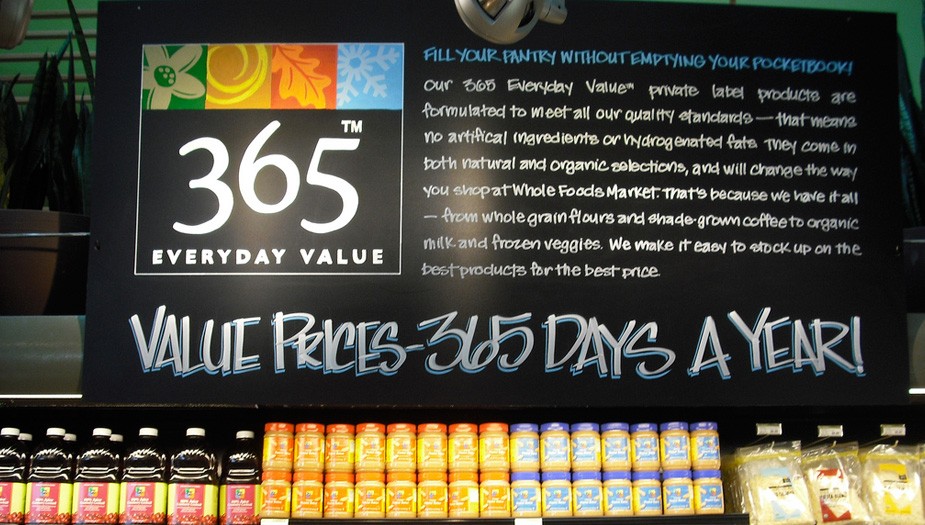 365™
EVERYDAY VALUE
FILL YOUR PANTRY WITHOUT EMPTYING YOUR POCKETBOOK!
Our 365 Everyday Value™ private label products are
formulated to meet all our quality standards — that means
no artifical ingredients or hydrogenated fats. They come in
both natural and organic selections, and will change the way
you shop at Whole Foods Market. That's because we have it all
— from whole grain flours and shade-grown coffee to organic
milk and frozen veggies. We make it easy to stock up on the
best products for the best price.
VALUE PRICES-365 DAYS A YEAR!